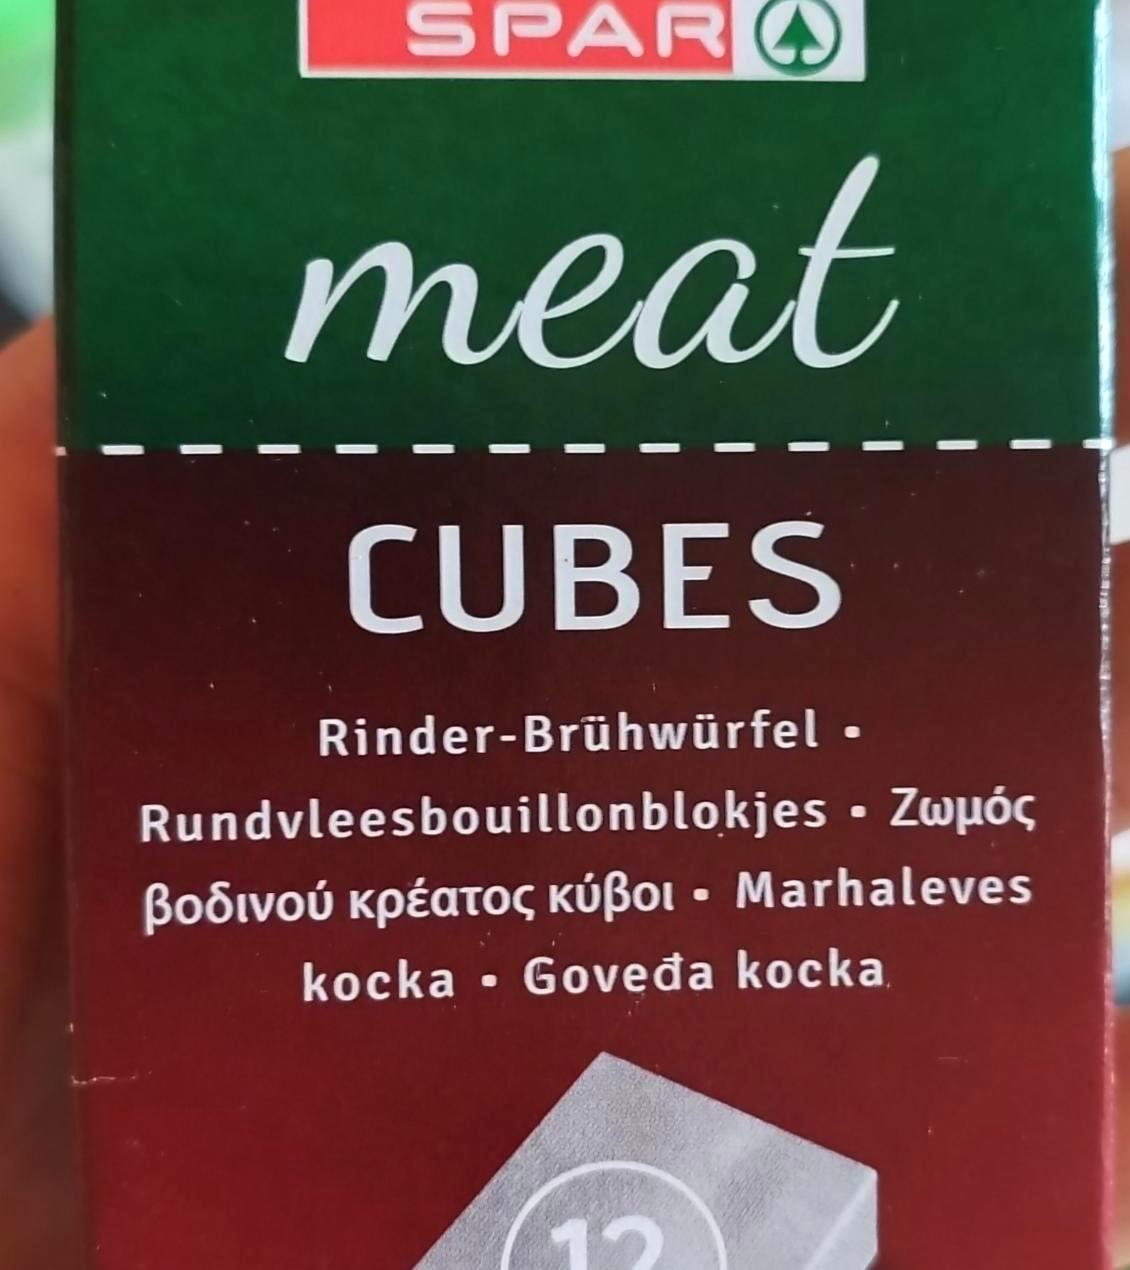 SPAR
meat
CUBES
Rinder-Brühwürfel •
Rundvleesbouillonblokjes • Ζωμός
βοδινού κρέατος κύβοι • Marhaleves
kocka • Goveđa kocka
12